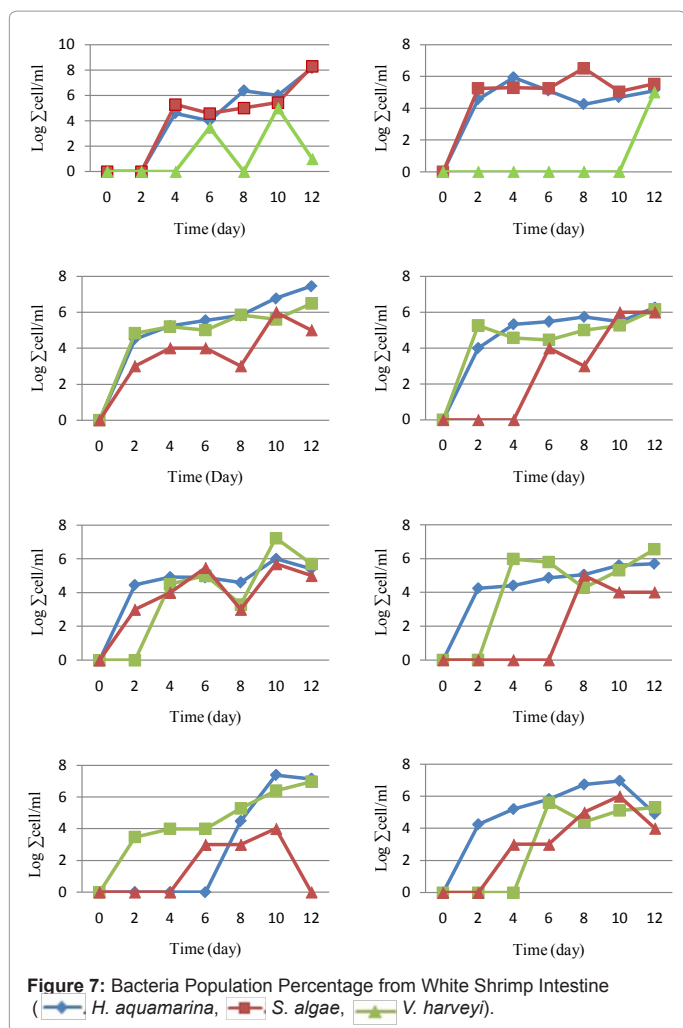 10
8
6
4
2
0
Log ∑cell/ml
0 2 4 6 8 10 12
Time (day)
8
6
4
2
0
Log ∑cell/ml
0 2 4 6 8 10 12
Time (day)
8
6
4
2
0
Log ∑cell/ml
0 2 4 6 8 10 12
Time (Day)
8
6
4
2
0
Log ∑cell/ml
0 2 4 6 8 10 12
Time (day)
8
6
4
2
0
Log ∑cell/ml
0 2 4 6 8 10 12
Time (day)
8
6
4
2
0
Log ∑cell/ml
0 2 4 6 8 10 12
Time (day)
8
6
4
2
0
Log ∑cell/ml
0 2 4 6 8 10 12
Time (day)
8
6
4
2
0
Log ∑cell/ml
0 2 4 6 8 10 12
Time (day)
Figure 7: Bacteria Population Percentage from White Shrimp Intestine
( . H. aquamarina, . S. algae, V. harveyi).